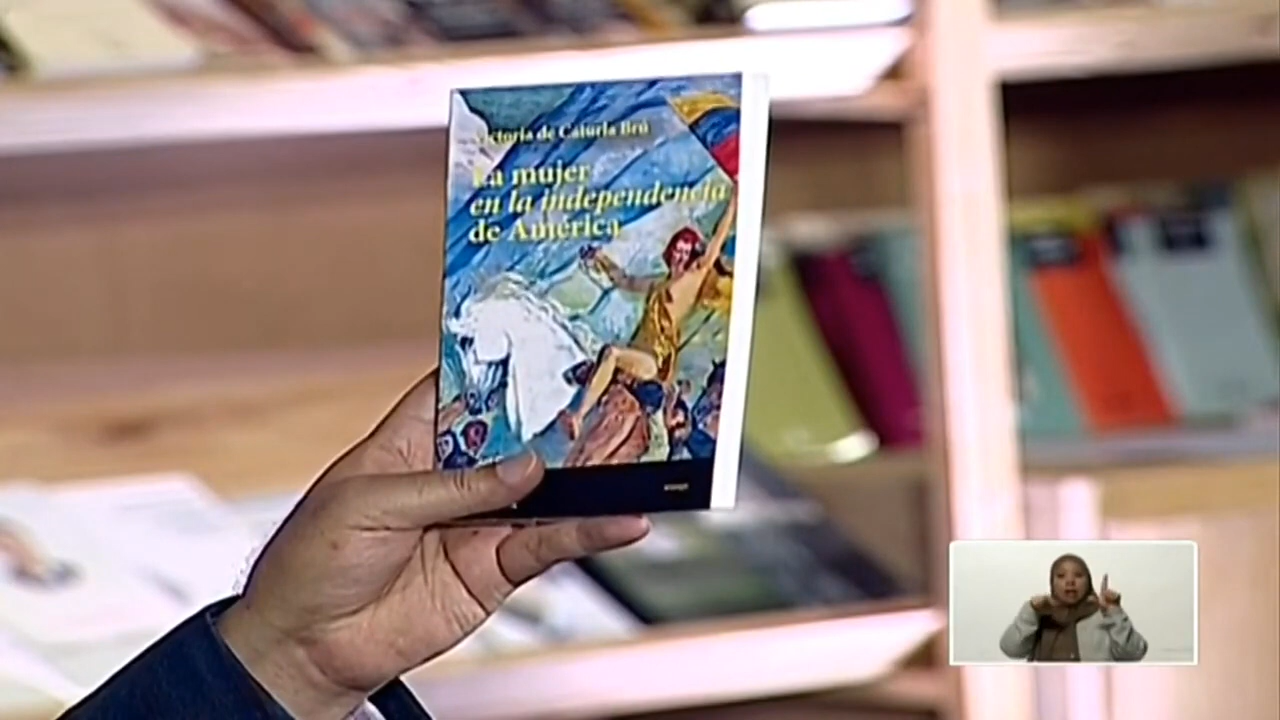 Victoria de Caturla Brú
La mujer
en la independencia
de América